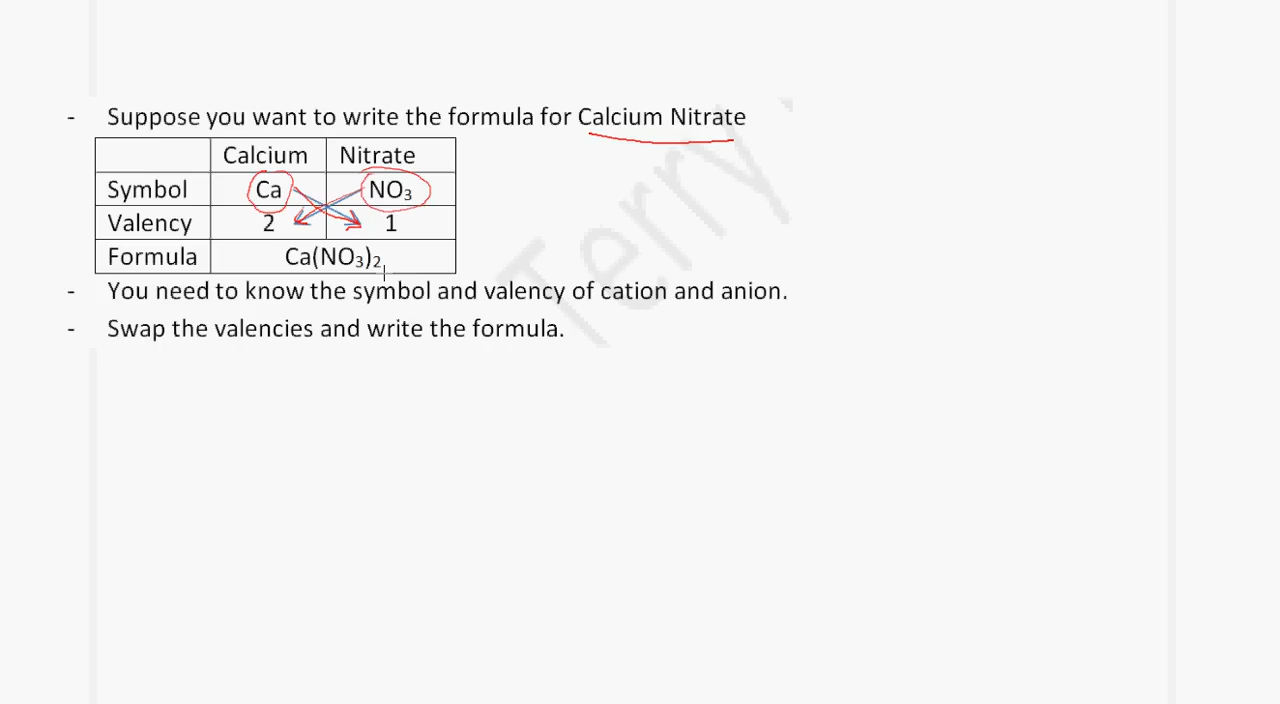 - Suppose you want to write the formula for Calcium Nitrate
Calcium Nitrate
Symbol Ca NO₃
Valency 2 1
Formula Ca(NO₃)₂
- You need to know the symbol and valency of cation and anion.
- Swap the valencies and write the formula.
Terry